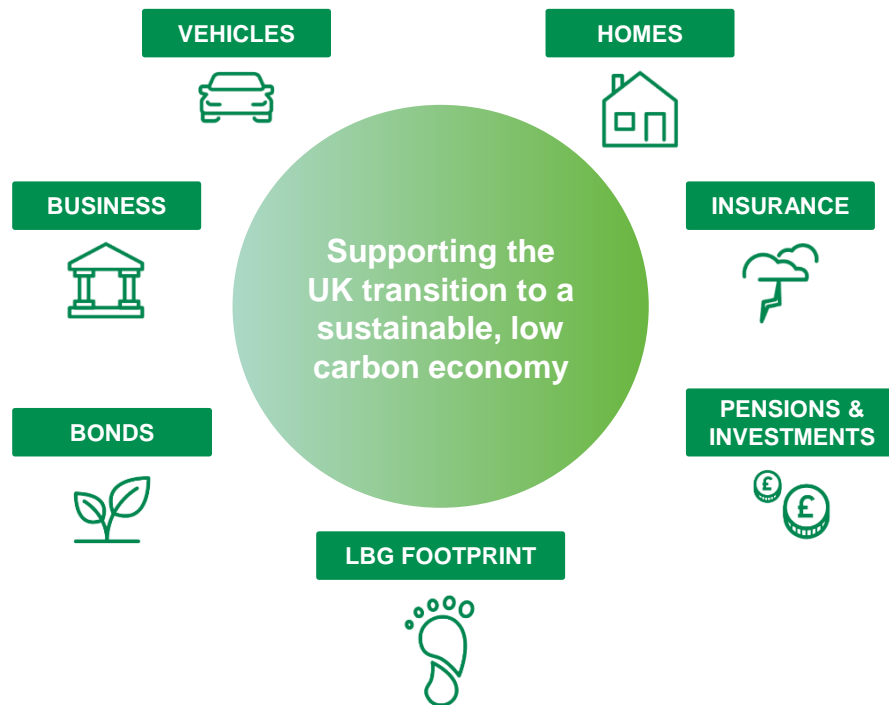 VEHICLES
HOMES
BUSINESS
INSURANCE
Supporting the
UK transition to a
sustainable, low
carbon economy
BONDS
PENSIONS &
INVESTMENTS
£
£
LBG FOOTPRINT